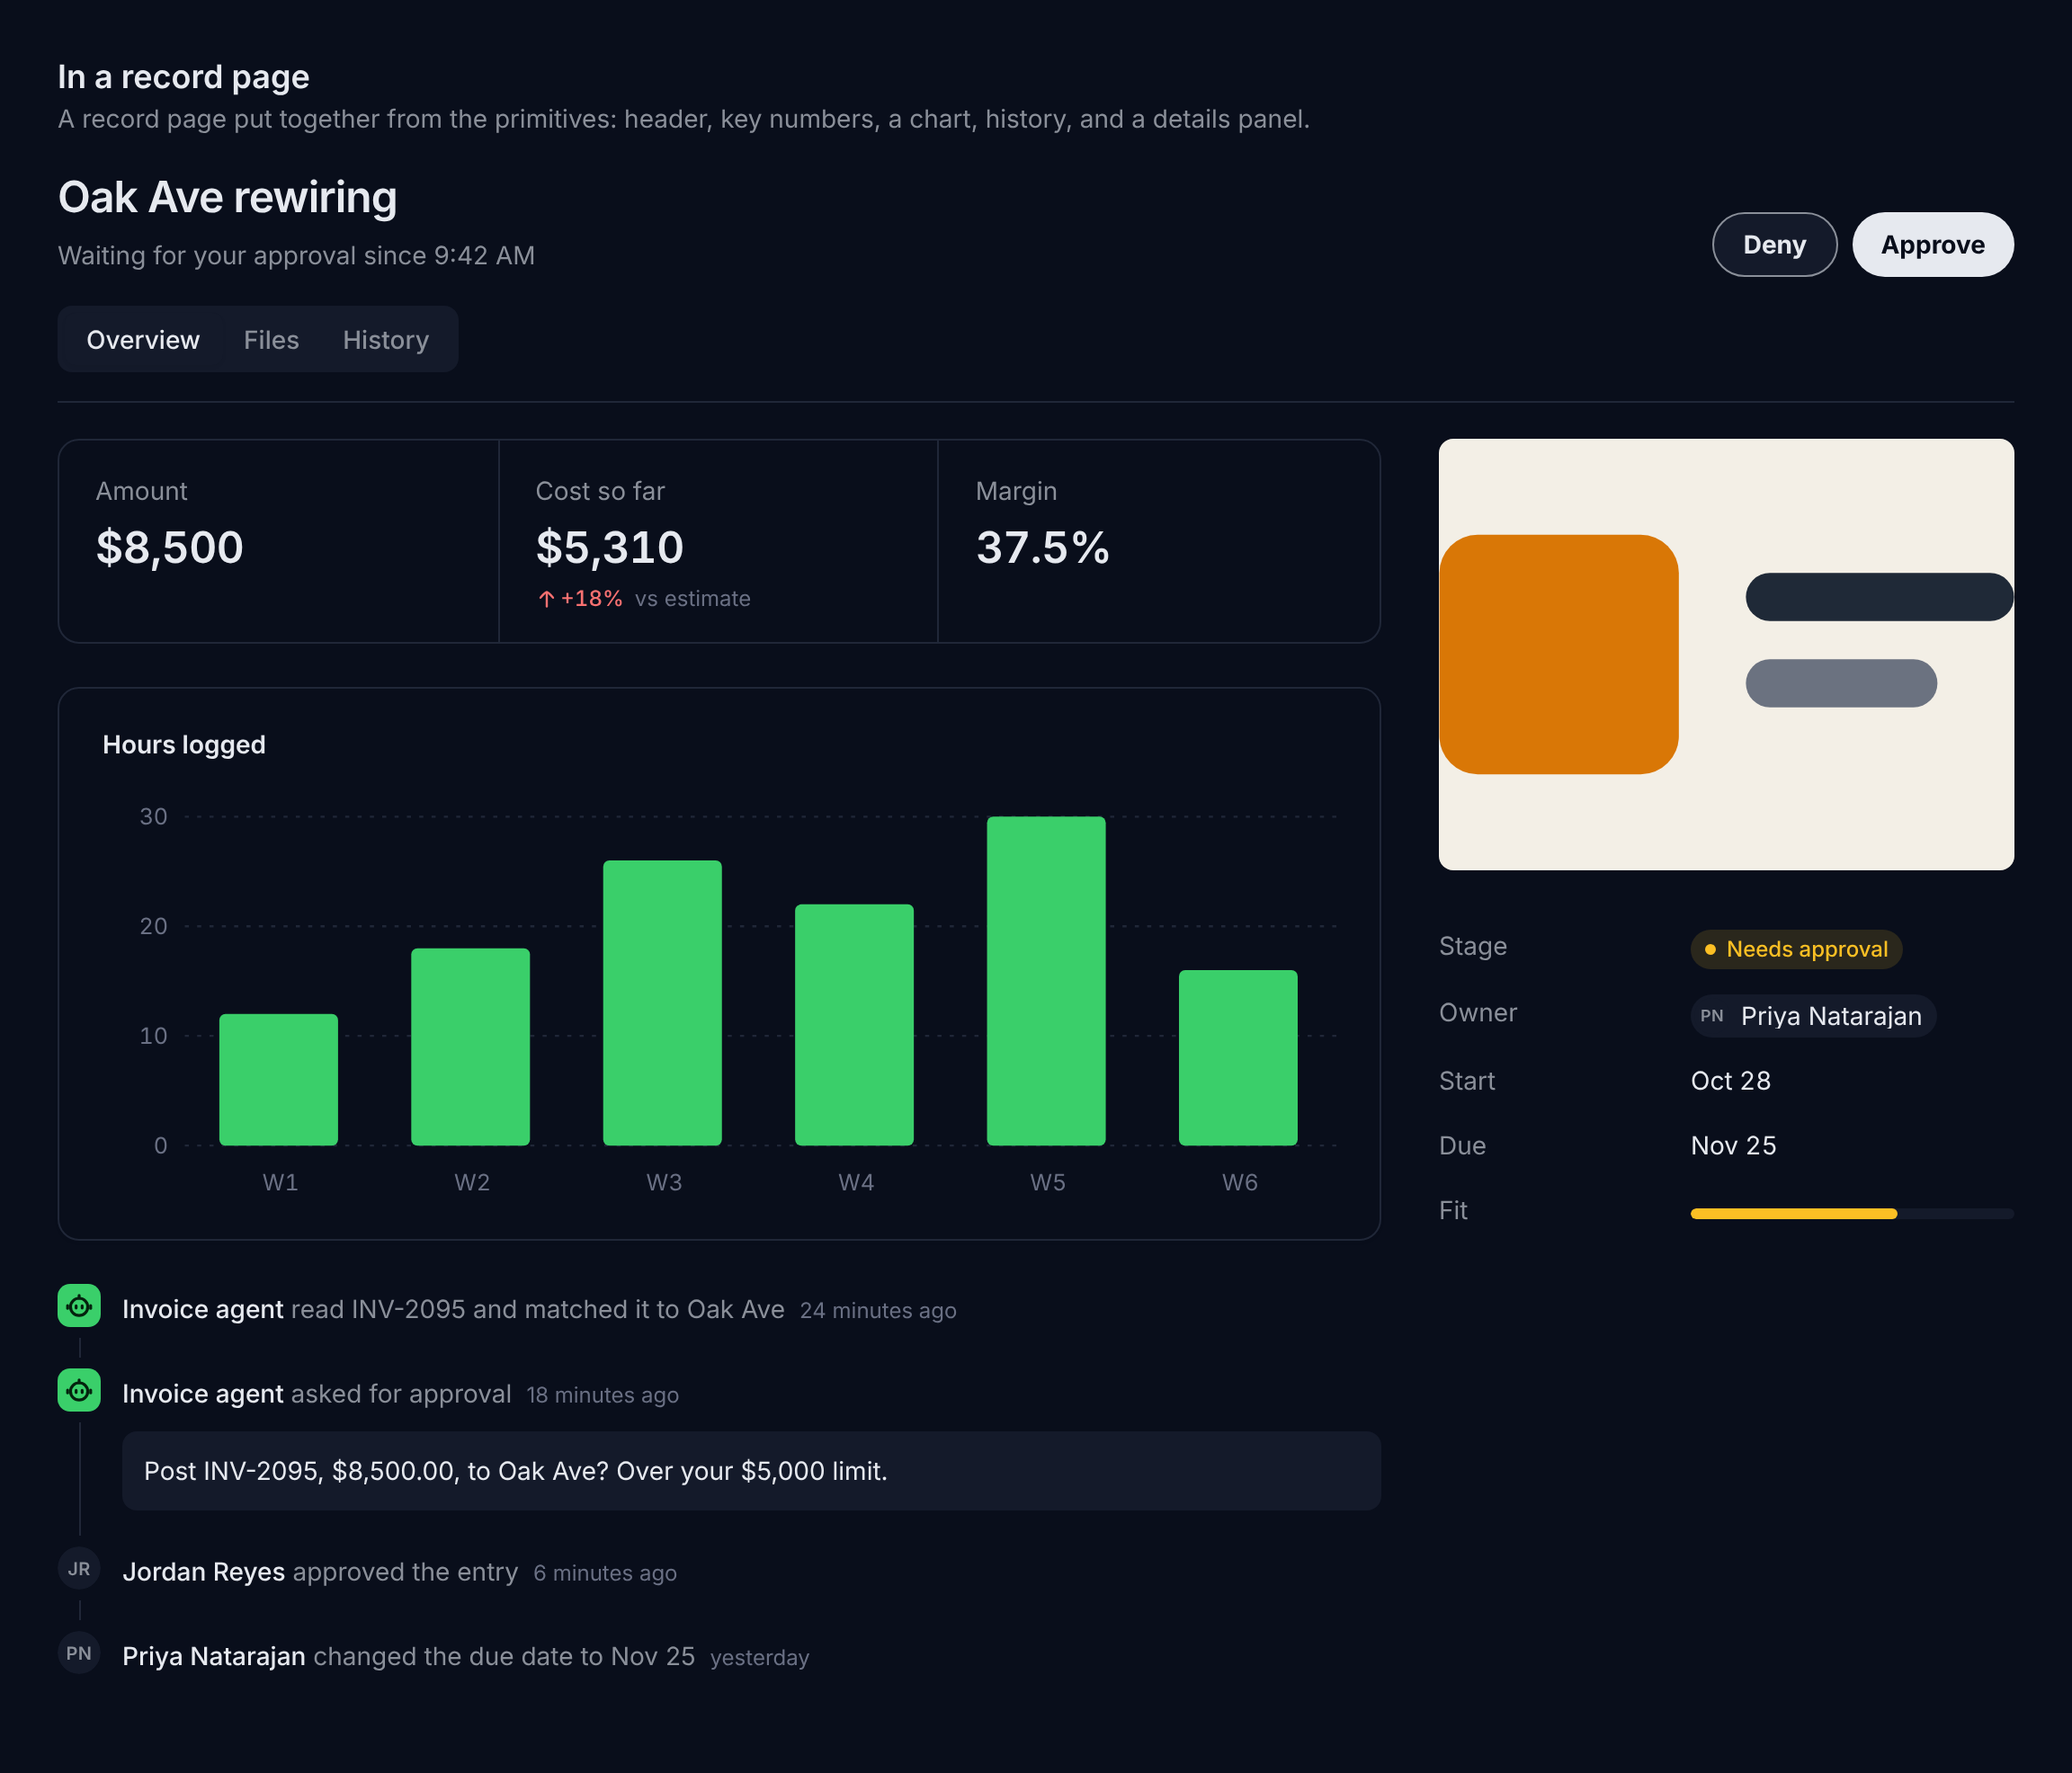 In a record page
A record page put together from the primitives: header, key numbers, a chart, history, and a details panel.
Oak Ave rewiring
Waiting for your approval since 9:42 AM
Deny
Approve
Overview
Files
History
Amount
$8,500
Cost so far
$5,310
+18% vs estimate
Margin
37.5%
Hours logged
30
20
10
0
W1
W2
W3
W4
W5
W6
Stage
Needs approval
Owner
PN Priya Natarajan
Start
Oct 28
Due
Nov 25
Fit
Invoice agent read INV-2095 and matched it to Oak Ave 24 minutes ago
Invoice agent asked for approval 18 minutes ago
Post INV-2095, $8,500.00, to Oak Ave? Over your $5,000 limit.
JR Jordan Reyes approved the entry 6 minutes ago
PN Priya Natarajan changed the due date to Nov 25 yesterday